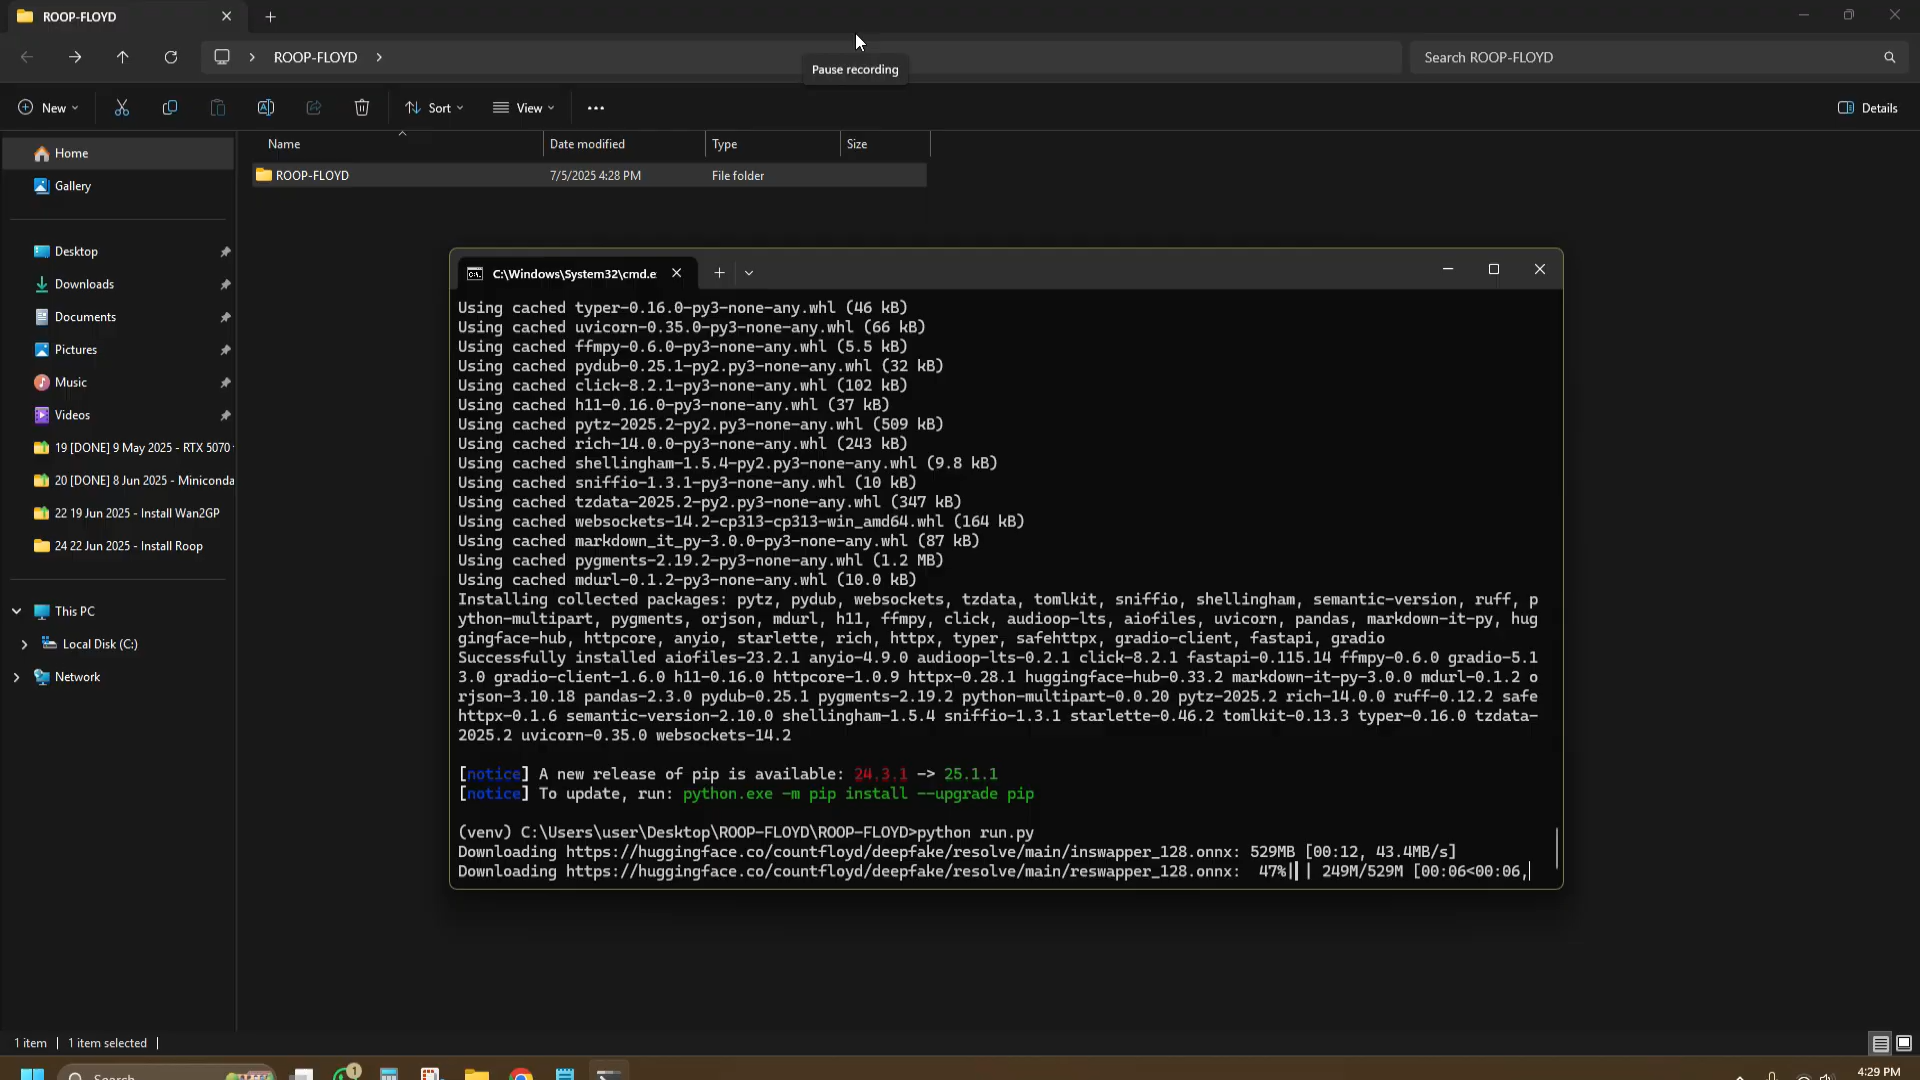 ROOP-FLOYD
ROOP-FLOYD
Search ROOP-FLOYD
Pause recording
New
Sort
View
Details
Name
Date modified
Type
Size
ROOP-FLOYD
7/5/2025 4:28 PM
File folder
Home
Gallery
Desktop
Downloads
Documents
Pictures
Music
Videos
19 [DONE] 9 May 2025 - RTX 5070
20 [DONE] 8 Jun 2025 - Miniconda
22 19 Jun 2025 - Install Wan2GP
24 22 Jun 2025 - Install Roop
This PC
Local Disk (C:)
Network
C:\Windows\System32\cmd.e
Using cached typer-0.16.0-py3-none-any.whl (46 kB)
Using cached uvicorn-0.35.0-py3-none-any.whl (66 kB)
Using cached ffmpy-0.6.0-py3-none-any.whl (5.5 kB)
Using cached pydub-0.25.1-py2.py3-none-any.whl (32 kB)
Using cached click-8.2.1-py3-none-any.whl (102 kB)
Using cached h11-0.16.0-py3-none-any.whl (37 kB)
Using cached pytz-2025.2-py2.py3-none-any.whl (509 kB)
Using cached rich-14.0.0-py3-none-any.whl (243 kB)
Using cached shellingham-1.5.4-py2.py3-none-any.whl (9.8 kB)
Using cached sniffio-1.3.1-py3-none-any.whl (10 kB)
Using cached tzdata-2025.2-py2.py3-none-any.whl (347 kB)
Using cached websockets-14.2-cp313-cp313-win_amd64.whl (164 kB)
Using cached markdown_it_py-3.0.0-py3-none-any.whl (87 kB)
Using cached pygments-2.19.2-py3-none-any.whl (1.2 MB)
Using cached mdurl-0.1.2-py3-none-any.whl (10.0 kB)
Installing collected packages: pytz, pydub, websockets, tzdata, tomlkit, sniffio, shellingham, semantic-version, ruff, p
ython-multipart, pygments, orjson, mdurl, h11, ffmpy, click, audioop-lts, aiofiles, uvicorn, pandas, markdown-it-py, hug
gingface-hub, httpcore, anyio, starlette, rich, httpx, typer, safehttpx, gradio-client, fastapi, gradio
Successfully installed aiofiles-23.2.1 anyio-4.9.0 audioop-lts-0.2.1 click-8.2.1 fastapi-0.115.14 ffmpy-0.6.0 gradio-5.1
3.0 gradio-client-1.6.0 h11-0.16.0 httpcore-1.0.9 httpx-0.28.1 huggingface-hub-0.33.2 markdown-it-py-3.0.0 mdurl-0.1.2 o
rjson-3.10.18 pandas-2.3.0 pydub-0.25.1 pygments-2.19.2 python-multipart-0.0.20 pytz-2025.2 rich-14.0.0 ruff-0.12.2 safe
httpx-0.1.6 semantic-version-2.10.0 shellingham-1.5.4 sniffio-1.3.1 starlette-0.46.2 tomlkit-0.13.3 typer-0.16.0 tzdata-
2025.2 uvicorn-0.35.0 websockets-14.2
[notice] A new release of pip is available: 24.3.1 -> 25.1.1
[notice] To update, run: python.exe -m pip install --upgrade pip
(venv) C:\Users\user\Desktop\ROOP-FLOYD\ROOP-FLOYD>python run.py
Downloading https://huggingface.co/countfloyd/deepfake/resolve/main/inswapper_128.onnx: 529MB [00:12, 43.4MB/s]
Downloading https://huggingface.co/countfloyd/deepfake/resolve/main/reswapper_128.onnx: 47%|█ | 249M/529M [00:06<00:06,
1 item
1 item selected
Search
1
4:29 PM